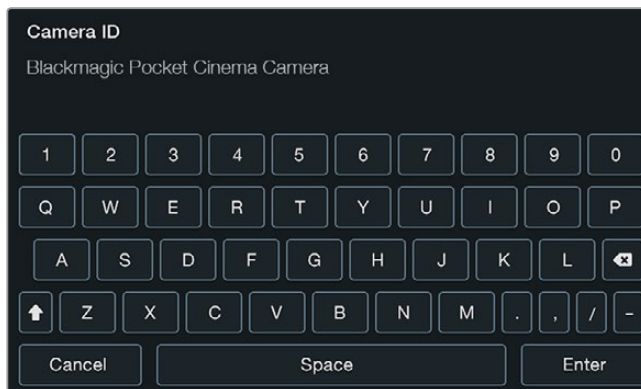 Camera ID
Blackmagic Pocket Cinema Camera
1 2 3 4 5 6 7 8 9 0
Q W E R T Y U I O P
A S D F G H J K L
Z X C V B N M . , / -
Cancel Space Enter